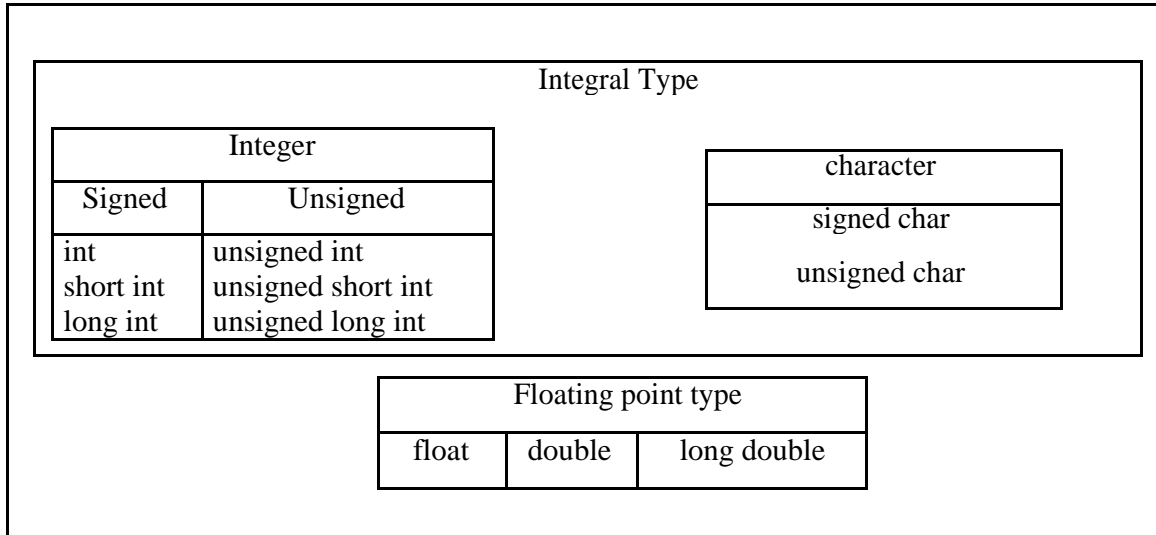 Integral Type
Integer
Signed Unsigned
int unsigned int
short int unsigned short int
long int unsigned long int
character
signed char
unsigned char
Floating point type
float double long double